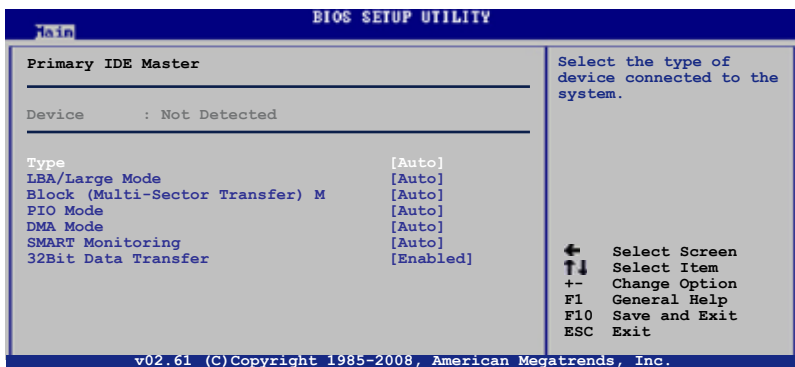 BIOS SETUP UTILITY
Main
Primary IDE Master
Device : Not Detected
Type [Auto]
LBA/Large Mode [Auto]
Block (Multi-Sector Transfer) M [Auto]
PIO Mode [Auto]
DMA Mode [Auto]
SMART Monitoring [Auto]
32Bit Data Transfer [Enabled]
Select the type of
device connected to the
system.
Select Screen
Select Item
+- Change Option
F1 General Help
F10 Save and Exit
ESC Exit
v02.61 (C)Copyright 1985-2008, American Megatrends, Inc.